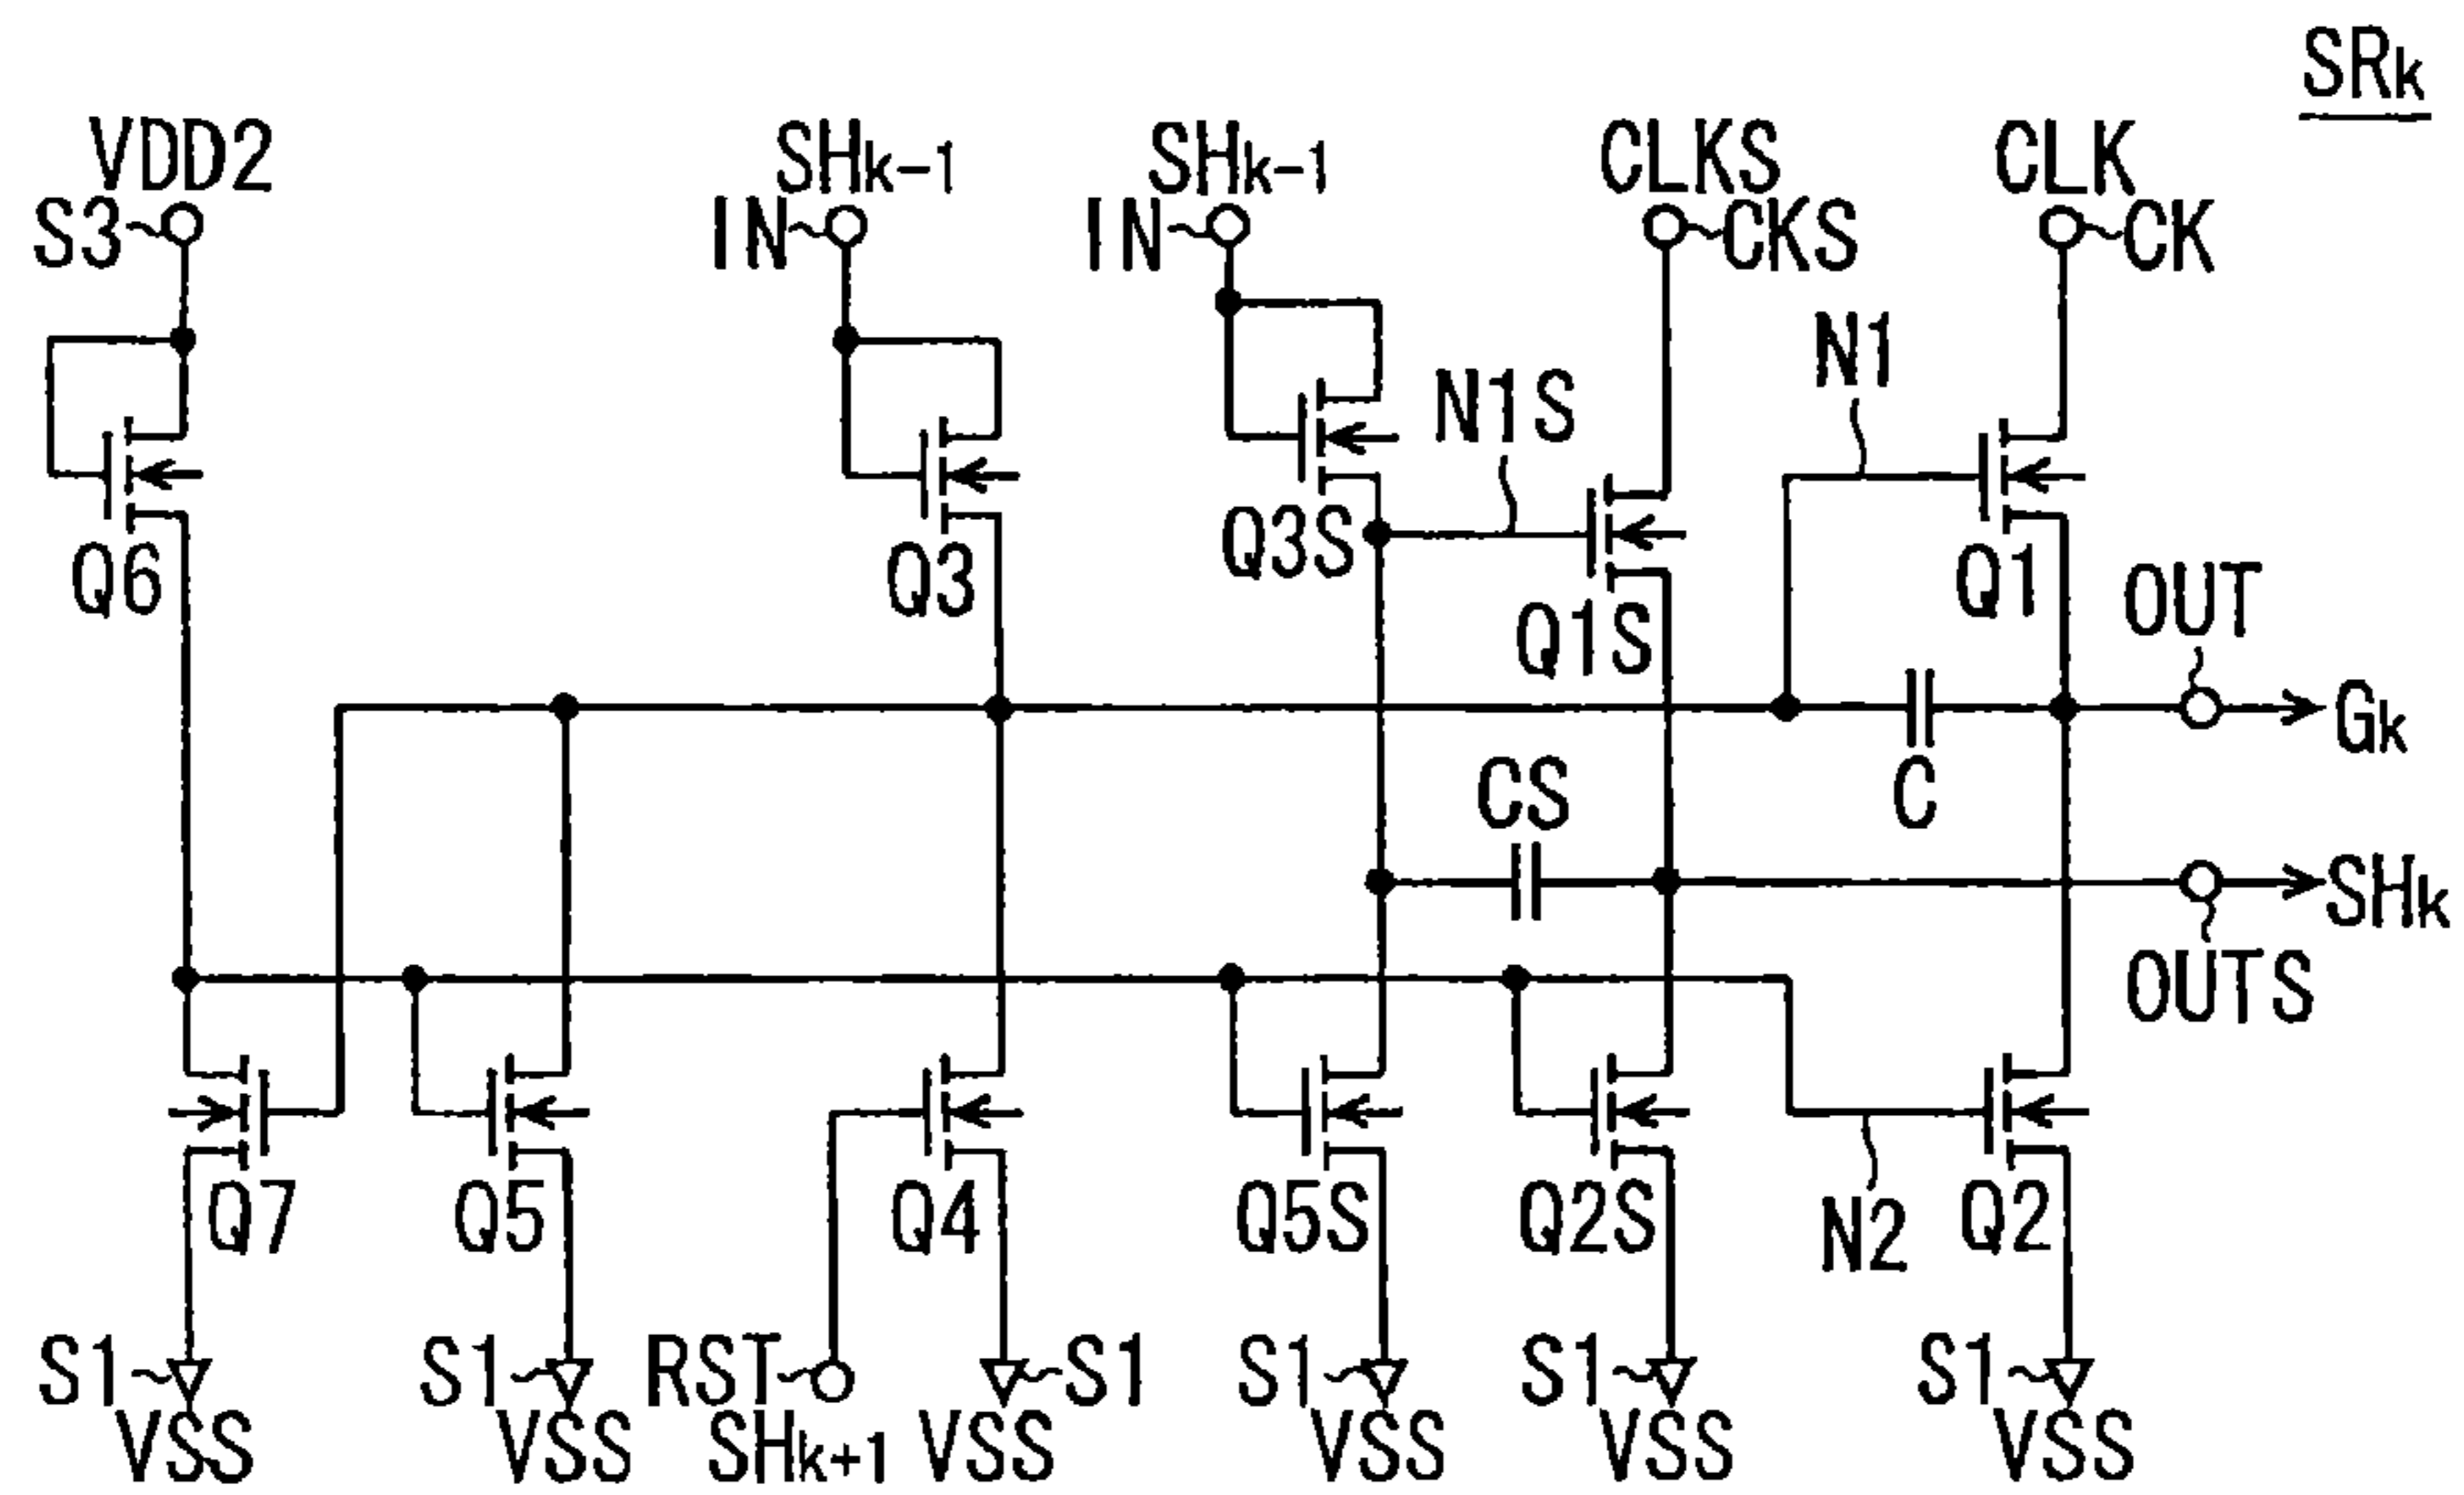 SRk
VDD2 SHk-1 SHk-1 CLKS CLK
S3 IN IN CKS CK
N1S N1
Q6 Q3 Q3S Q1S Q1 OUT
Gk
CS C
SHk
OUTS
Q7 Q5 Q4 Q5S Q2S N2 Q2
S1 S1 RST S1 S1 S1 S1
VSS VSS SHk+1 VSS VSS VSS VSS